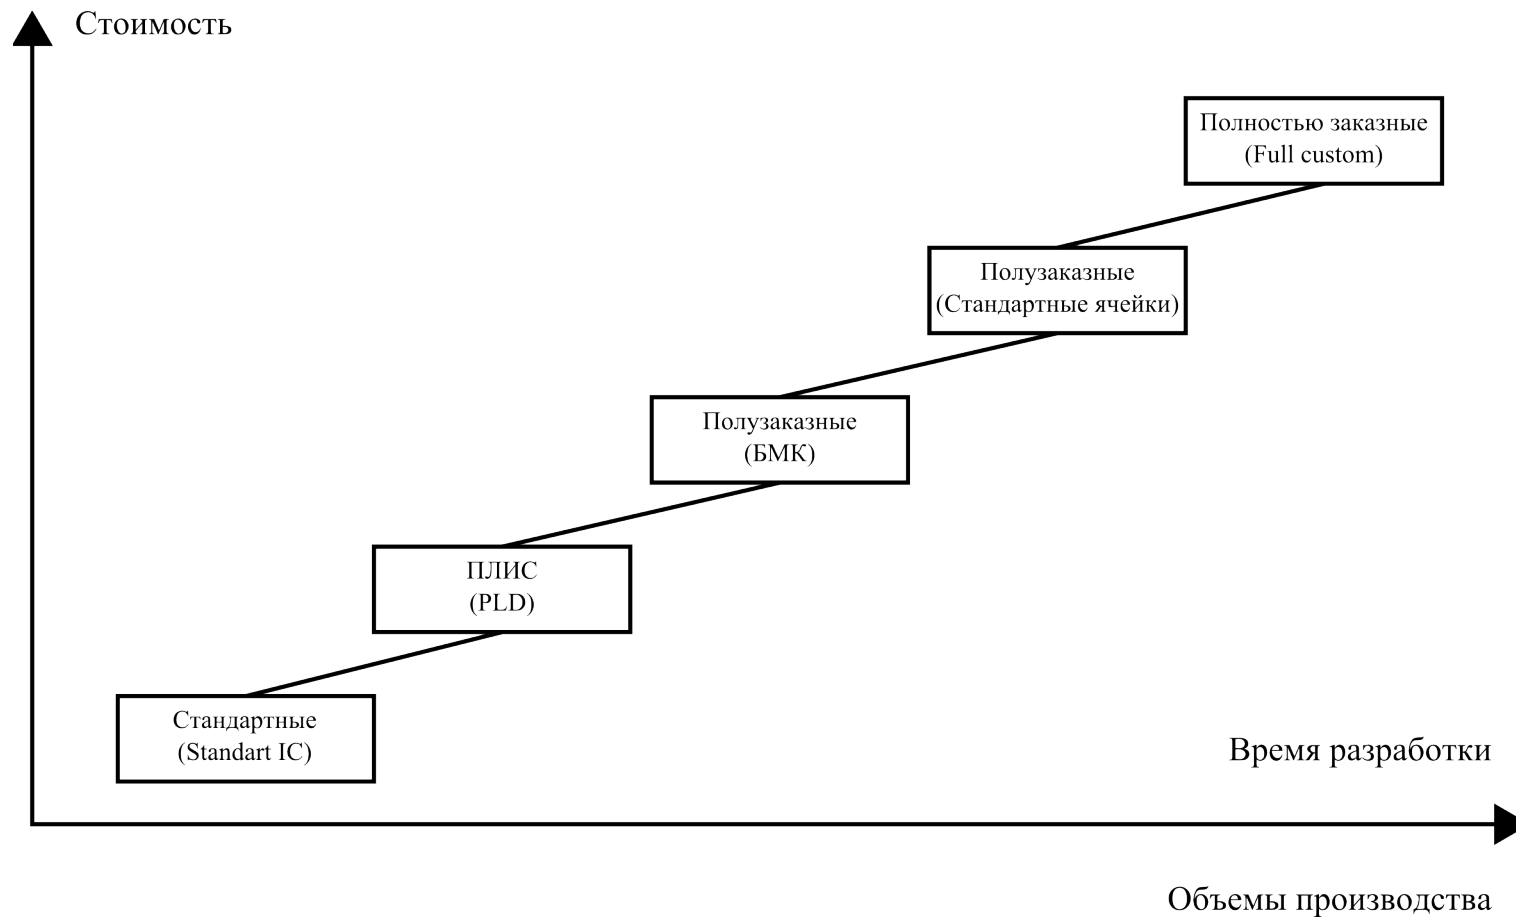 Стоимость
Полностью заказные
(Full custom)
Полузаказные
(Стандартные ячейки)
Полузаказные
(БМК)
ПЛИС
(PLD)
Стандартные
(Standart IC)
Время разработки
Объемы производства